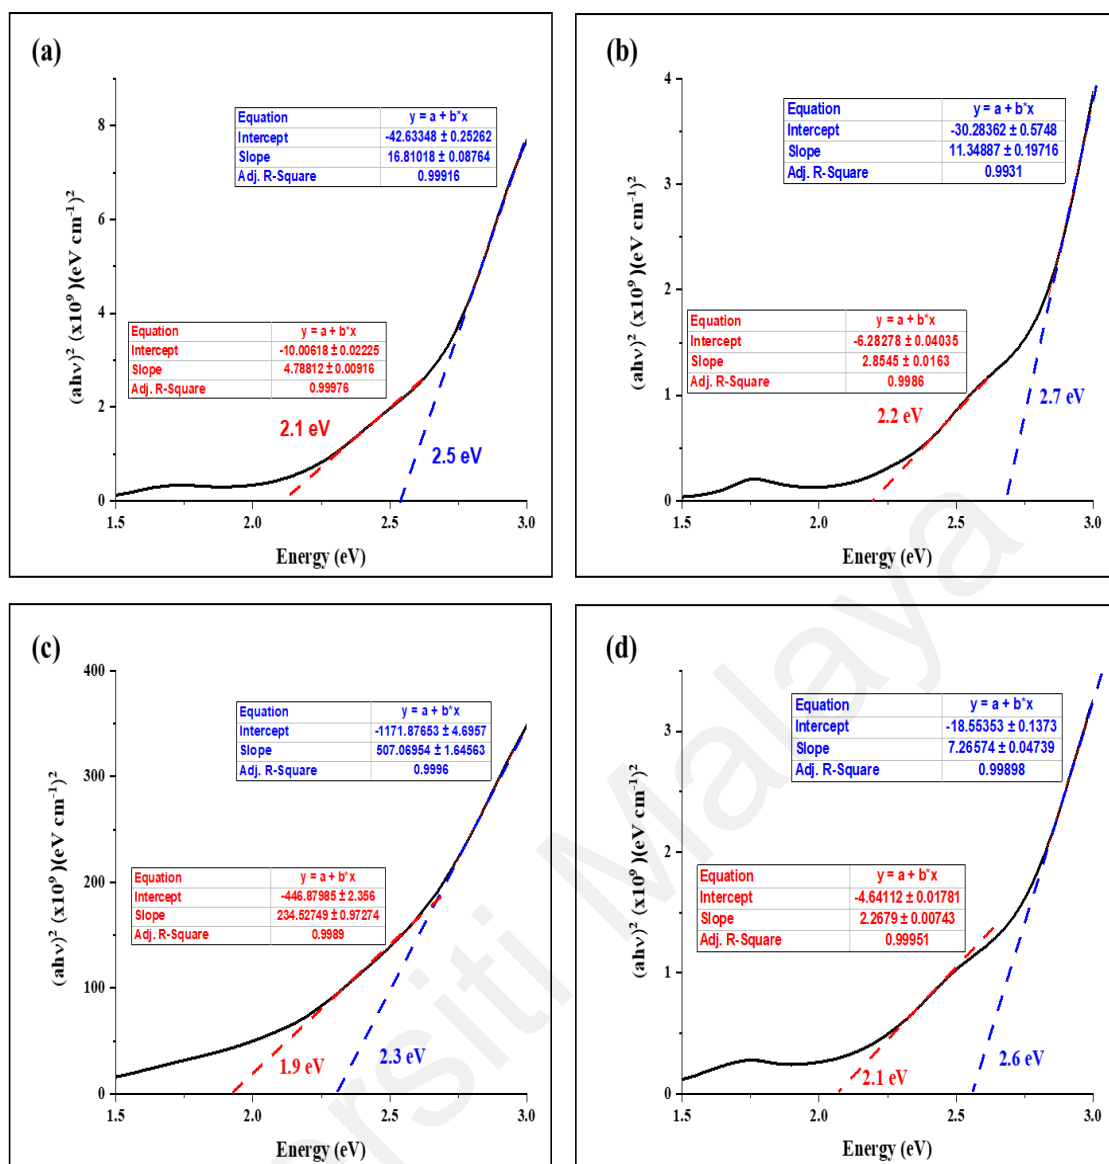 (a)
(αhν)² (x10⁹)(eV cm⁻¹)²
8
6
4
2
0
Equation y = a + b*x
Intercept -42.63348 ± 0.25262
Slope 16.81018 ± 0.08764
Adj. R-Square 0.99916
Equation y = a + b*x
Intercept -10.00618 ± 0.02225
Slope 4.78812 ± 0.00916
Adj. R-Square 0.99976
2.1 eV
2.5 eV
1.5 2.0 2.5 3.0
Energy (eV)
(b)
(αhν)² (x10⁹)(eV cm⁻¹)²
4
3
2
1
0
Equation y = a + b*x
Intercept -30.28362 ± 0.5748
Slope 11.34887 ± 0.19716
Adj. R-Square 0.9931
Equation y = a + b*x
Intercept -6.28278 ± 0.04035
Slope 2.8545 ± 0.0163
Adj. R-Square 0.9986
2.2 eV
2.7 eV
1.5 2.0 2.5 3.0
Energy (eV)
(c)
(αhν)² (x10⁹)(eV cm⁻¹)²
400
300
200
100
0
Equation y = a + b*x
Intercept -1171.87653 ± 4.6957
Slope 507.06954 ± 1.64563
Adj. R-Square 0.9996
Equation y = a + b*x
Intercept -446.87985 ± 2.356
Slope 234.52749 ± 0.97274
Adj. R-Square 0.9989
1.9 eV
2.3 eV
1.5 2.0 2.5 3.0
Energy (eV)
(d)
(αhν)² (x10⁹)(eV cm⁻¹)²
3
2
1
0
Equation y = a + b*x
Intercept -18.55353 ± 0.1373
Slope 7.26574 ± 0.04739
Adj. R-Square 0.99898
Equation y = a + b*x
Intercept -4.64112 ± 0.01781
Slope 2.2679 ± 0.00743
Adj. R-Square 0.99951
2.1 eV
2.6 eV
1.5 2.0 2.5 3.0
Energy (eV)
ersiti Malaya